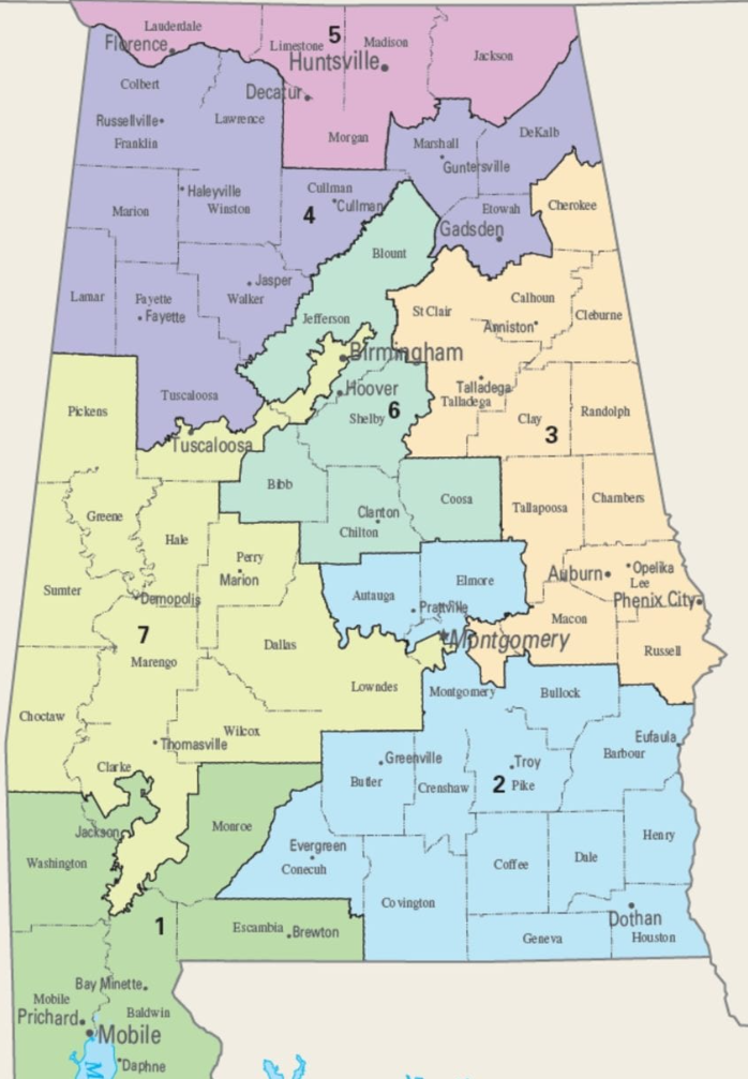 Lauderdale
5
Florence
Limestone
Madison
Huntsville
Jackson
Colbert
Decatur
Russellville
Lawrence
Franklin
Morgan
Marshall
DeKalb
Guntersville
Haleyville
Cullman
Cullman
Marion
Winston
4
Etowah
Gadsden
Cherokee
Blount
Jasper
Lamar
Fayette
Fayette
Walker
Jefferson
St Clair
Calhoun
Anniston
Cleburne
Birmingham
Hoover
Talladega
Talladega
Tuscaloosa
Pickens
Shelby
6
Clay
3
Randolph
Tuscaloosa
Bibb
Coosa
Tallapoosa
Chambers
Greene
Hale
Clanton
Chilton
Perry
Marion
Sumter
Demopolis
Autauga
Elmore
Prattville
Auburn
Opelika
Lee
Phenix City
Macon
Montgomery
Russell
7
Marengo
Dallas
Lowndes
Montgomery
Bullock
Choctaw
Wilcox
Thomasville
Clarke
Greenville
Butler
Crenshaw
Troy
2
Pike
Eufaula
Barbour
Jackson
Monroe
Washington
Evergreen
Conecuh
Coffee
Dale
Henry
Covington
1
Escambia
Brewton
Dothan
Geneva
Houston
Bay Minette
Mobile
Prichard
Baldwin
Mobile
Daphne
M